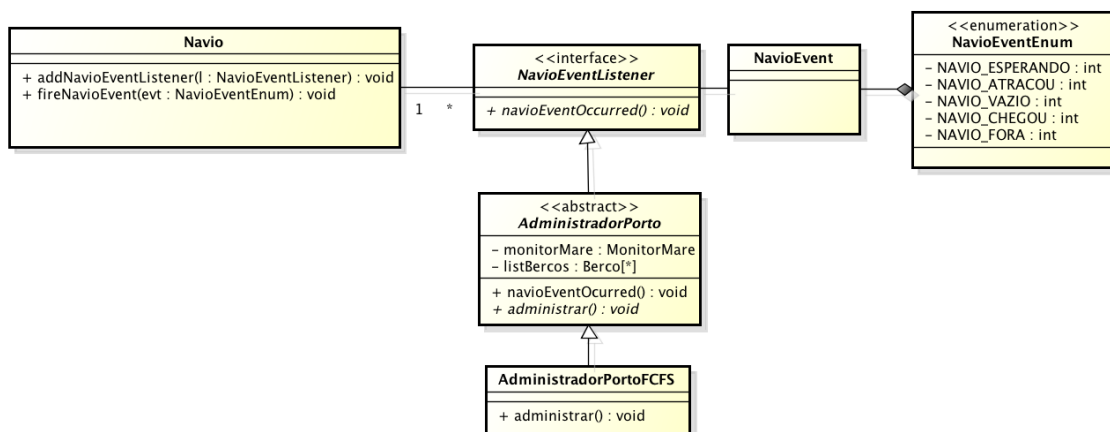 Navio
+ addNavioEventListener(l : NavioEventListener) : void
+ fireNavioEvent(evt : NavioEventEnum) : void
1 *
<<interface>>
NavioEventListener
+ navioEventOccurred() : void
NavioEvent
<<enumeration>>
NavioEventEnum
- NAVIO_ESPERANDO : int
- NAVIO_ATRACOU : int
- NAVIO_VAZIO : int
- NAVIO_CHEGOU : int
- NAVIO_FORA : int
<<abstract>>
AdministradorPorto
- monitorMare : MonitorMare
- listBercos : Berco[*]
+ navioEventOcurred() : void
+ administrar() : void
AdministradorPortoFCFS
+ administrar() : void